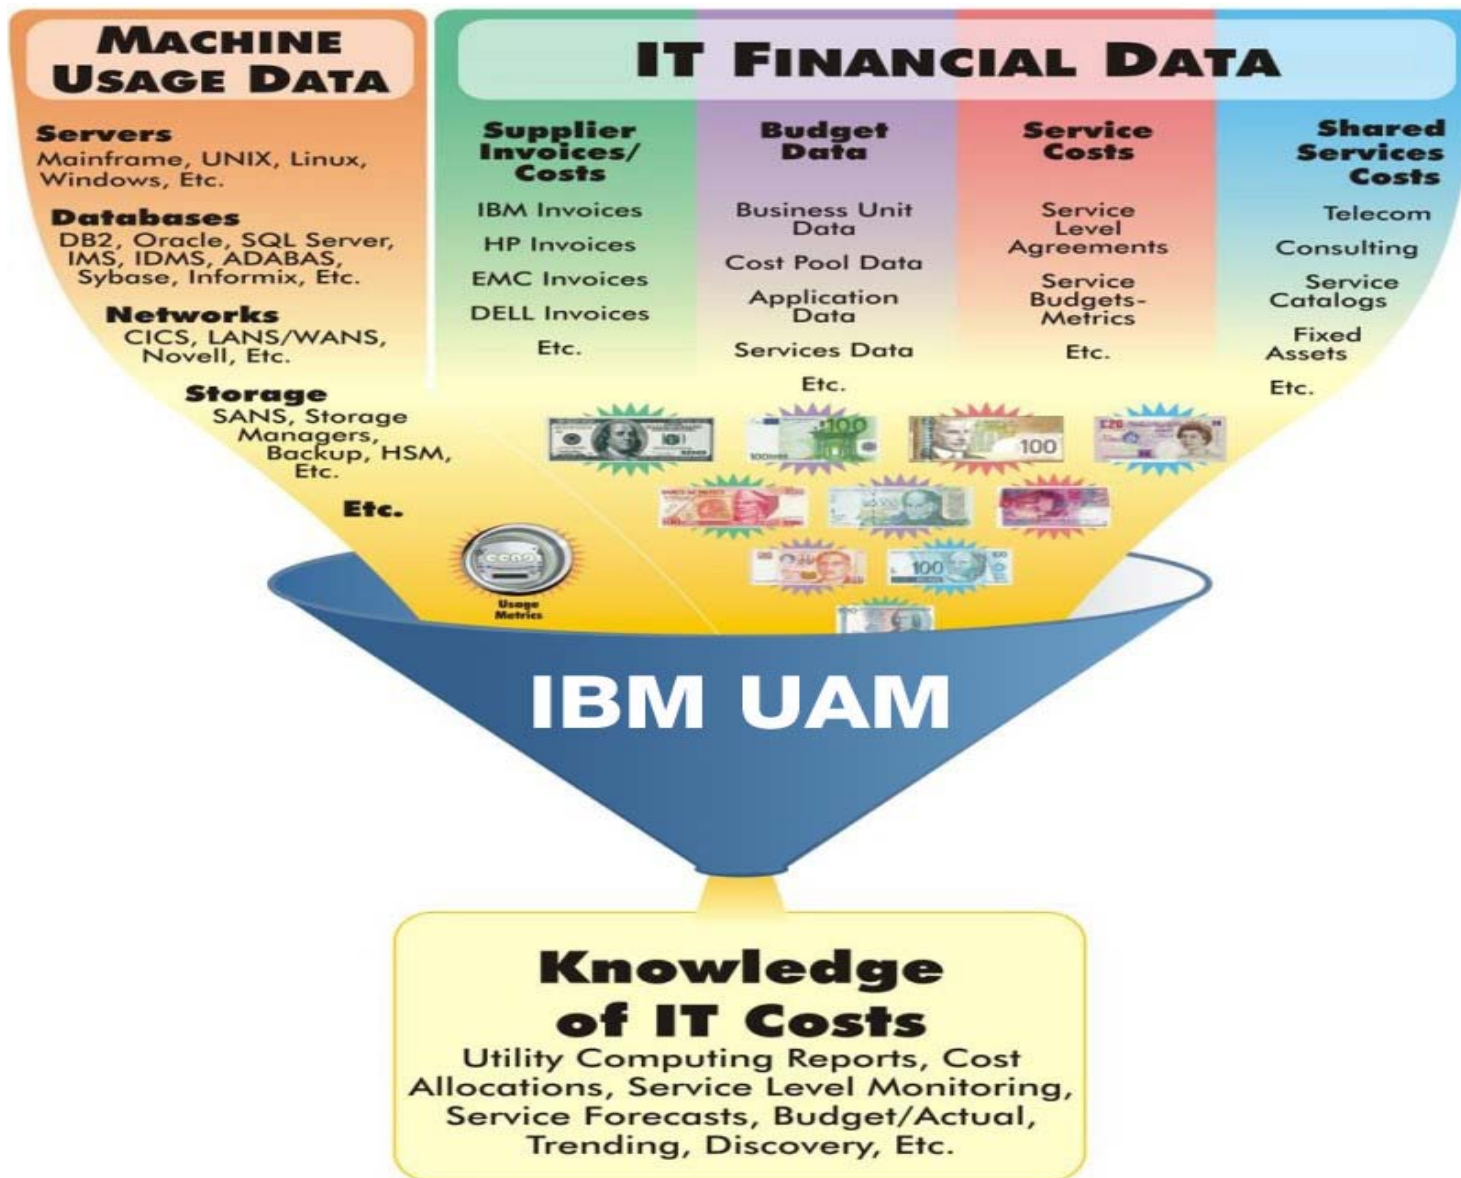 MACHINE
USAGE DATA
Servers
Mainframe, UNIX, Linux,
Windows, Etc.
Databases
DB2, Oracle, SQL Server,
IMS, IDMS, ADABAS,
Sybase, Informix, Etc.
Networks
CICS, LANS/WANS,
Novell, Etc.
Storage
SANS, Storage
Managers,
Backup, HSM,
Etc.
Etc.
Usage
Metrics
IT FINANCIAL DATA
Supplier
Invoices/
Costs
IBM Invoices
HP Invoices
EMC Invoices
DELL Invoices
Etc.
Budget
Data
Business Unit
Data
Cost Pool Data
Application
Data
Services Data
Etc.
Service
Costs
Service
Level
Agreements
Service
Budgets-
Metrics
Etc.
Shared
Services
Costs
Telecom
Consulting
Service
Catalogs
Fixed
Assets
Etc.
100
100
£20
100
IBM UAM
Knowledge
of IT Costs
Utility Computing Reports, Cost
Allocations, Service Level Monitoring,
Service Forecasts, Budget/Actual,
Trending, Discovery, Etc.